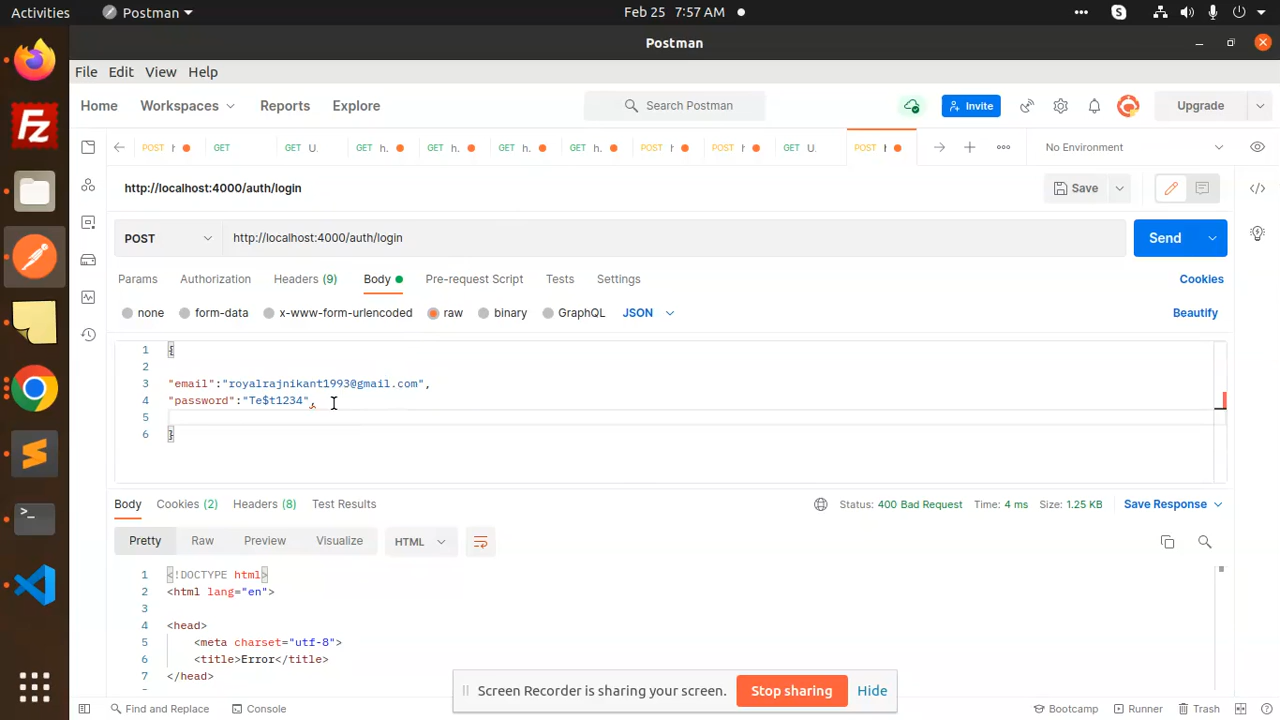 Activities
Postman
Feb 25 7:57 AM
Postman
File Edit View Help
Home Workspaces Reports Explore
Search Postman
Invite
Upgrade
POST h GET GET U. GET h. GET h. GET h. GET h. POST h POST h GET U. POST h
No Environment
http://localhost:4000/auth/login
Save
POST
http://localhost:4000/auth/login
Send
Params Authorization Headers (9) Body Pre-request Script Tests Settings
Cookies
none form-data x-www-form-urlencoded raw binary GraphQL JSON
Beautify
1 {
2
3 "email":"royalrajnikant1993@gmail.com",
4 "password":"Te$t1234",
5
6 }
Body Cookies (2) Headers (8) Test Results
Status: 400 Bad Request Time: 4 ms Size: 1.25 KB Save Response
Pretty Raw Preview Visualize HTML
1 <!DOCTYPE html>
2 <html lang="en">
3
4 <head>
5 <meta charset="utf-8">
6 <title>Error</title>
7 </head>
Screen Recorder is sharing your screen. Stop sharing Hide
Find and Replace Console
Bootcamp Runner Trash